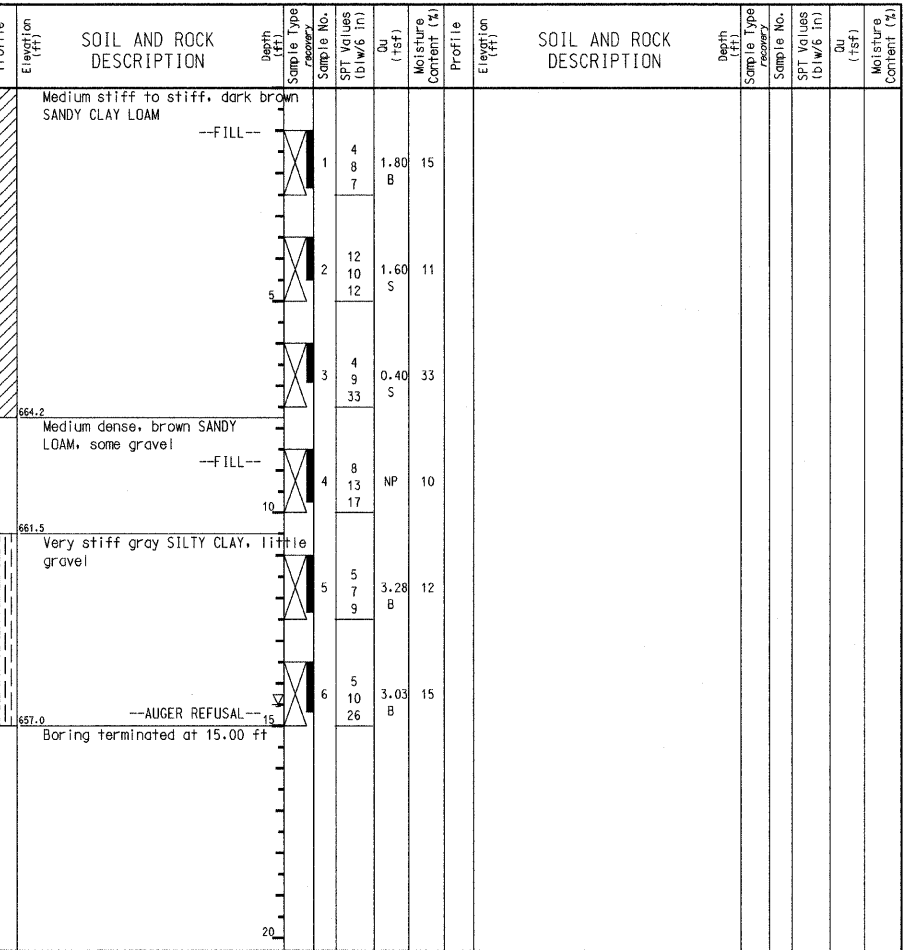 Profile
Elevation (ft)
SOIL AND ROCK DESCRIPTION
Depth (ft)
Sample Type recovery
Sample No.
SPT Values (blw/6 in)
Qu (tsf)
Moisture Content (%)
Profile
Elevation (ft)
SOIL AND ROCK DESCRIPTION
Depth (ft)
Sample Type recovery
Sample No.
SPT Values (blw/6 in)
Qu (tsf)
Moisture Content (%)
Medium stiff to stiff, dark brown
SANDY CLAY LOAM
--FILL--
1 4 8 7 1.80 B 15
2 12 10 12 1.60 S 11
5
3 4 9 33 0.40 S 33
664.2
Medium dense, brown SANDY
LOAM, some gravel
--FILL--
4 8 13 17 NP 10
10
661.5
Very stiff gray SILTY CLAY, little
gravel
5 5 7 9 3.28 B 12
6 5 10 26 3.03 B 15
--AUGER REFUSAL-- 15
657.0
Boring terminated at 15.00 ft
20